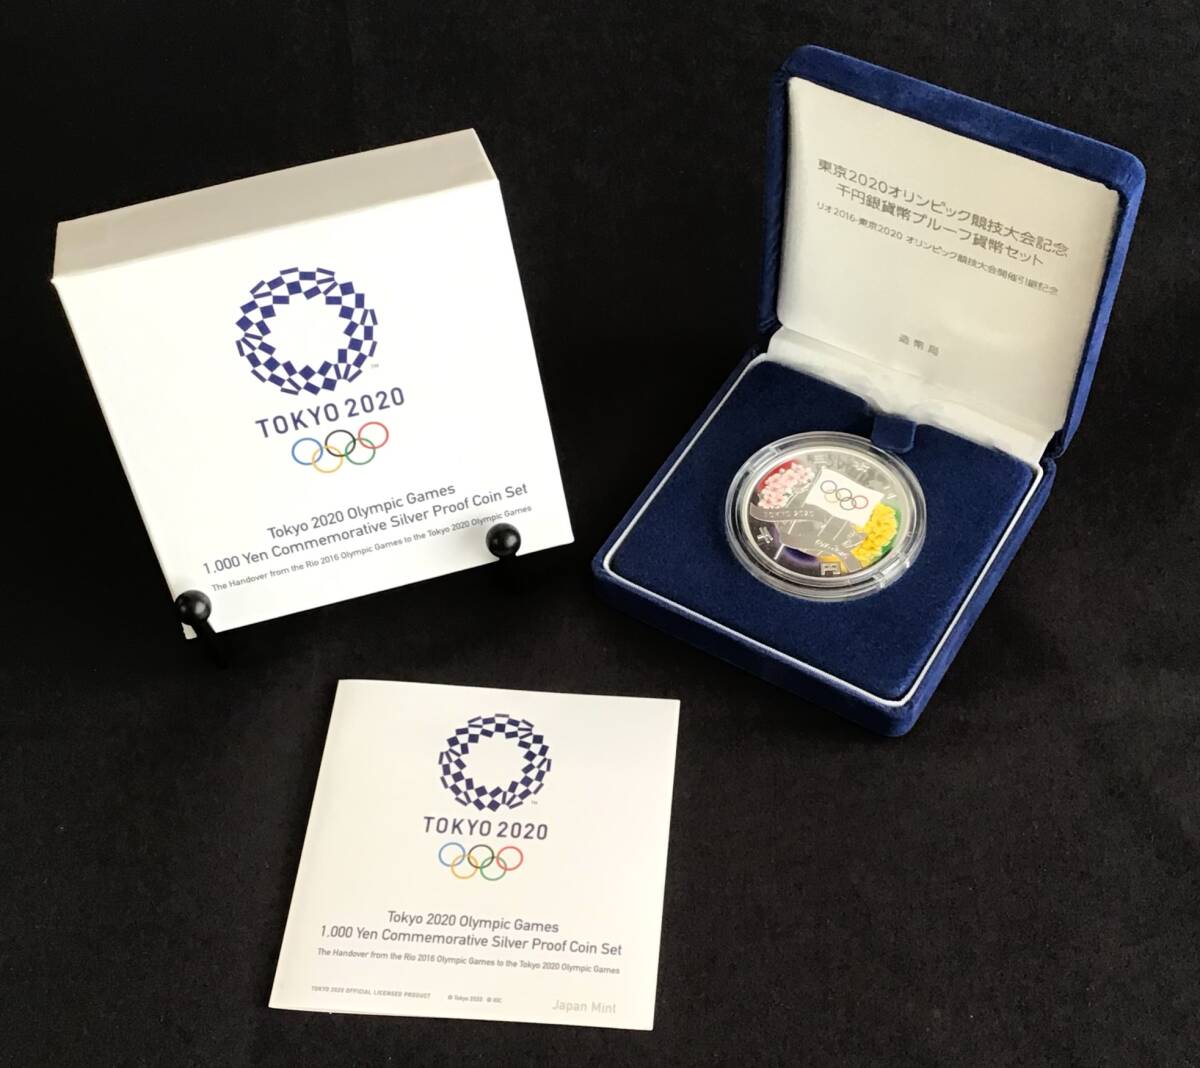 TOKYO 2020
Tokyo 2020 Olympic Games
1,000 Yen Commemorative Silver Proof Coin Set
The Handover from the Rio 2016 Olympic Games to the Tokyo 2020 Olympic Games
東京2020オリンピック競技大会記念
千円銀貨幣プルーフ貨幣セット
リオ2016-東京2020 オリンピック競技大会開催引継記念
造幣局
TOKYO 2020
千
円
TM
TOKYO 2020
Tokyo 2020 Olympic Games
1,000 Yen Commemorative Silver Proof Coin Set
The Handover from the Rio 2016 Olympic Games to the Tokyo 2020 Olympic Games
TOKYO 2020 OFFICIAL LICENSED PRODUCT © Tokyo 2020 © IOC
Japan Mint